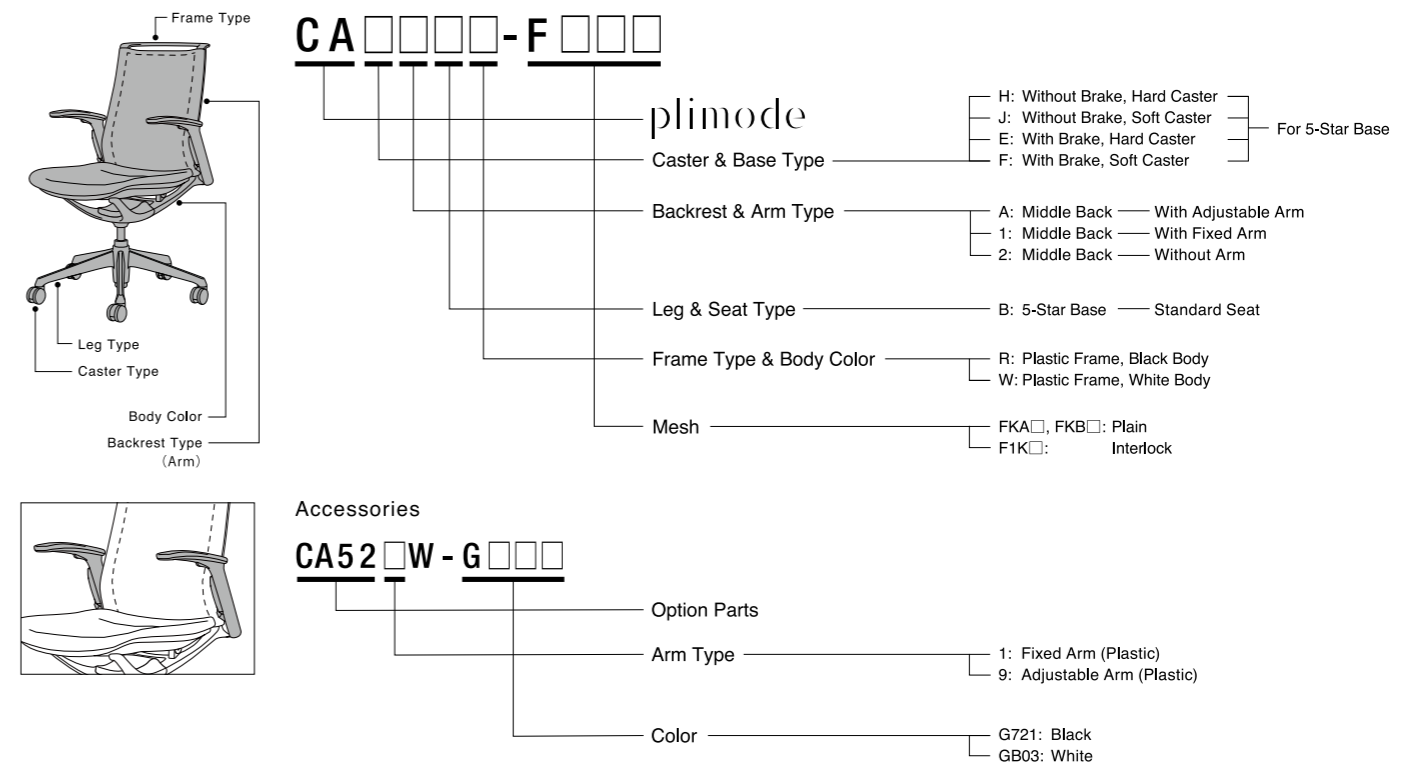 Frame Type
Leg Type
Caster Type
Body Color
Backrest Type
(Arm)
CA□□□□-F□□□
plimode
Caster & Base Type
H: Without Brake, Hard Caster
J: Without Brake, Soft Caster
E: With Brake, Hard Caster
F: With Brake, Soft Caster
For 5-Star Base
Backrest & Arm Type
A: Middle Back — With Adjustable Arm
1: Middle Back — With Fixed Arm
2: Middle Back — Without Arm
Leg & Seat Type
B: 5-Star Base — Standard Seat
Frame Type & Body Color
R: Plastic Frame, Black Body
W: Plastic Frame, White Body
Mesh
FKA□, FKB□: Plain
F1K□: Interlock
Accessories
CA52□W-G□□□
Option Parts
Arm Type
1: Fixed Arm (Plastic)
9: Adjustable Arm (Plastic)
Color
G721: Black
GB03: White